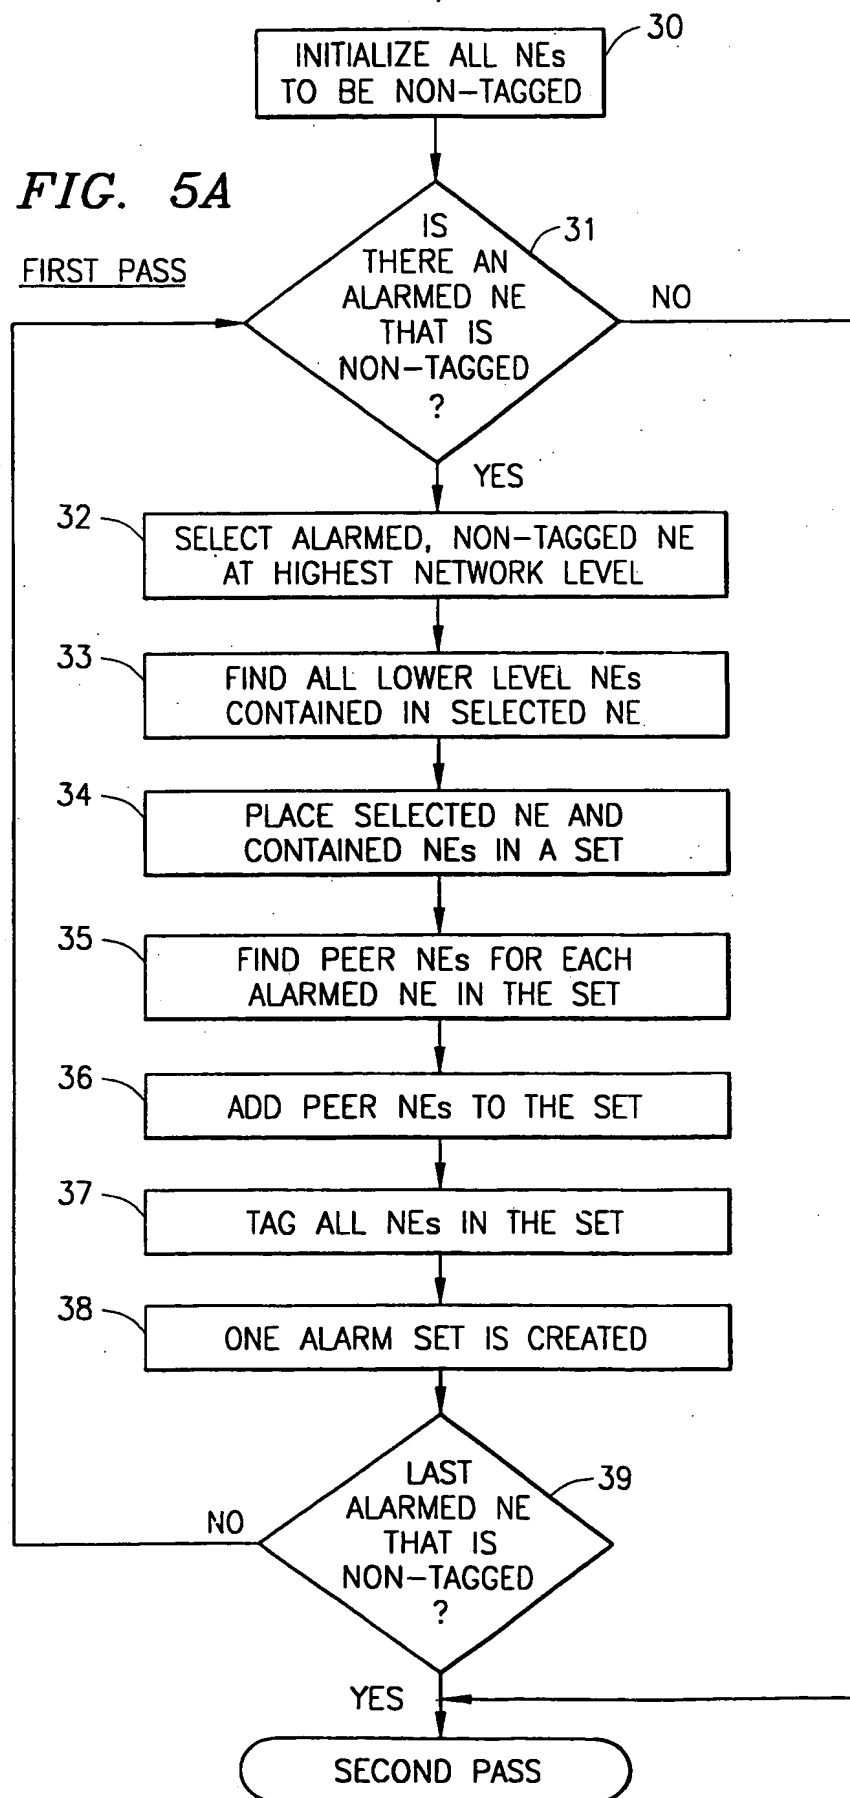 30
INITIALIZE ALL NEs
TO BE NON-TAGGED
FIG. 5A
FIRST PASS
31
IS
THERE AN
ALARMED NE
THAT IS
NON-TAGGED
?
NO
YES
32
SELECT ALARMED, NON-TAGGED NE
AT HIGHEST NETWORK LEVEL
33
FIND ALL LOWER LEVEL NEs
CONTAINED IN SELECTED NE
34
PLACE SELECTED NE AND
CONTAINED NEs IN A SET
35
FIND PEER NEs FOR EACH
ALARMED NE IN THE SET
36
ADD PEER NEs TO THE SET
37
TAG ALL NEs IN THE SET
38
ONE ALARM SET IS CREATED
39
LAST
ALARMED NE
THAT IS
NON-TAGGED
?
NO
YES
SECOND PASS